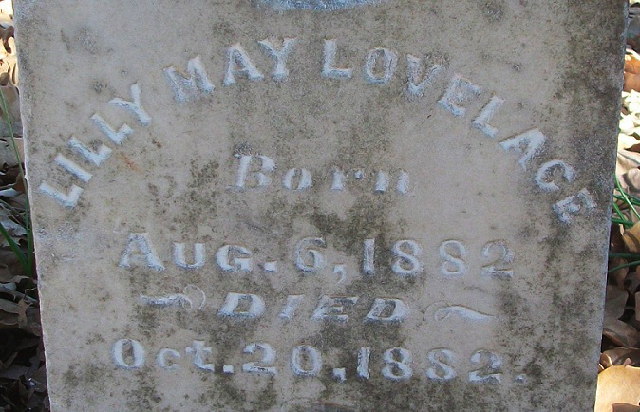 LILLY MAY LOVELACE
Born
AUG. 6, 1882
DIED
Oct. 20, 1882.